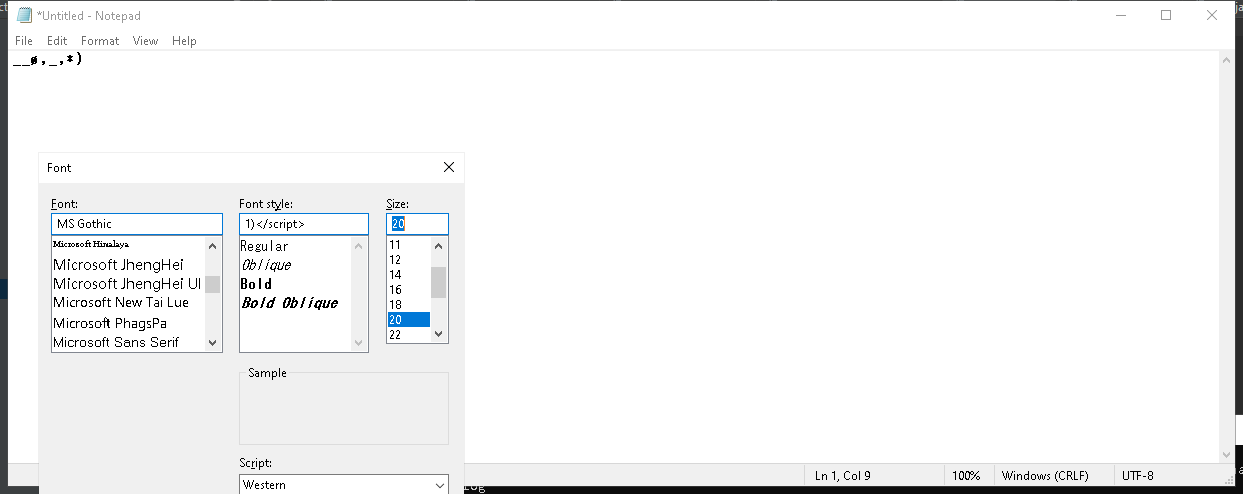 *Untitled - Notepad
File Edit Format View Help
__ø,_,*)
Font
Font: Font style: Size:
MS Gothic 1)</script> 20
Microsoft Himalaya
Microsoft JhengHei
Microsoft JhengHei UI
Microsoft New Tai Lue
Microsoft PhagsPa
Microsoft Sans Serif
Regular
Oblique
Bold
Bold Oblique
11
12
14
16
18
20
22
Sample
Script:
Western
Ln 1, Col 9 100% Windows (CRLF) UTF-8